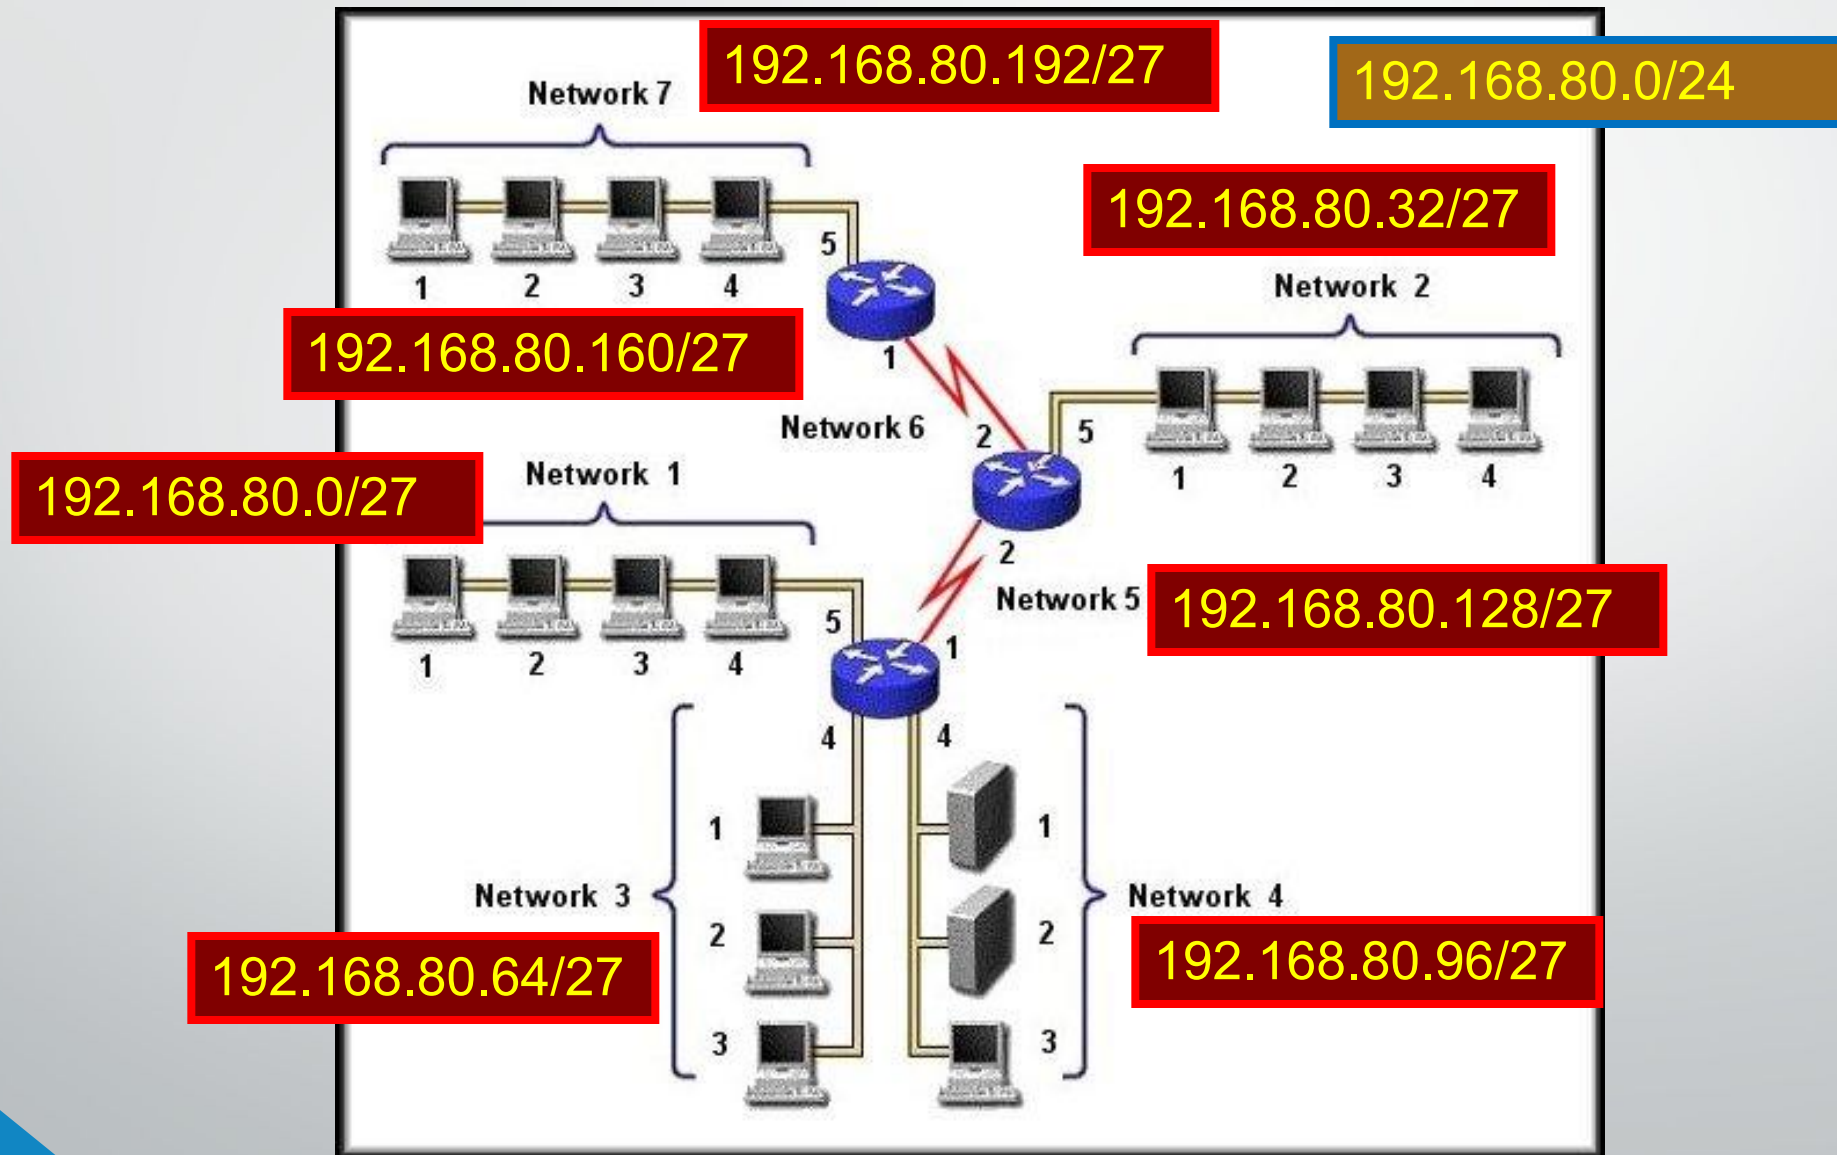 192.168.80.192/27
192.168.80.0/24
Network 7
192.168.80.32/27
1 2 3 4
5
Network 2
192.168.80.160/27
1
Network 6
2
5
1 2 3 4
192.168.80.0/27
Network 1
2
Network 5
192.168.80.128/27
5
1
1 2 3 4
4
4
1
1
Network 3
Network 4
2
2
192.168.80.64/27
192.168.80.96/27
3
3